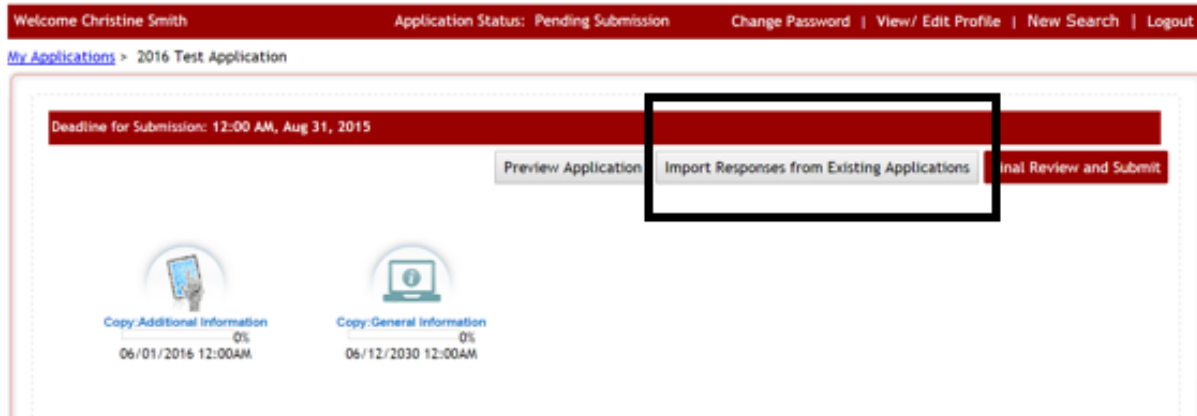 Welcome Christine Smith Application Status: Pending Submission Change Password | View/ Edit Profile | New Search | Logout
My Applications > 2016 Test Application
Deadline for Submission: 12:00 AM, Aug 31, 2015
Preview Application Import Responses from Existing Applications inal Review and Submit
Copy:Additional Information Copy:General Information
0% 0%
06/01/2016 12:00AM 06/12/2030 12:00AM